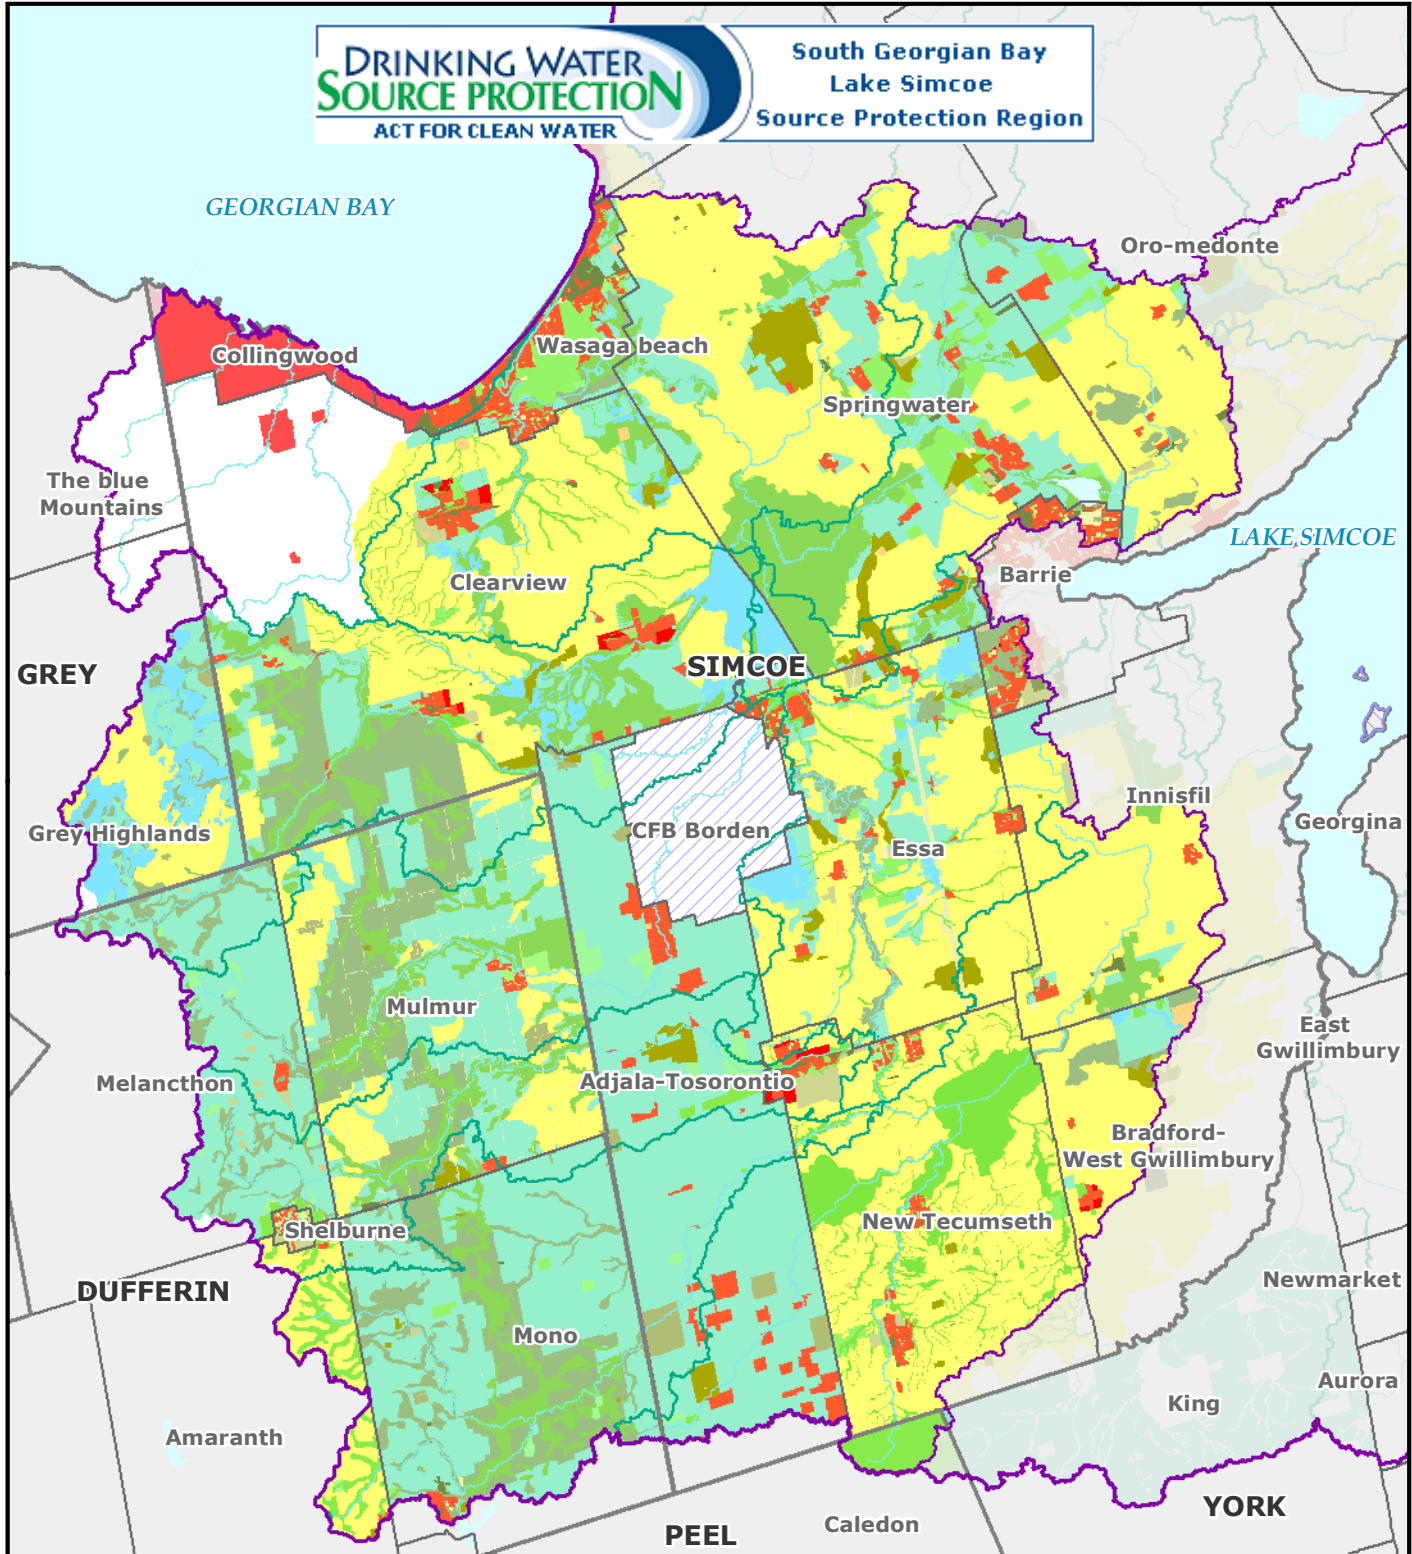 DRINKING WATER
SOURCE PROTECTION
ACT FOR CLEAN WATER
South Georgian Bay
Lake Simcoe
Source Protection Region
GEORGIAN BAY
Oro-medonte
Collingwood
Wasaga beach
Springwater
The blue
Mountains
LAKE SIMCOE
Clearview
Barrie
GREY
SIMCOE
Innisfil
Grey Highlands
CFB Borden
Essa
Georgina
Mulmur
East
Gwillimbury
Melancthon
Adjala-Tosorontio
Bradford-
West Gwillimbury
Shelburne
New Tecumseth
DUFFERIN
Newmarket
Mono
Aurora
King
Amaranth
YORK
PEEL
Caledon